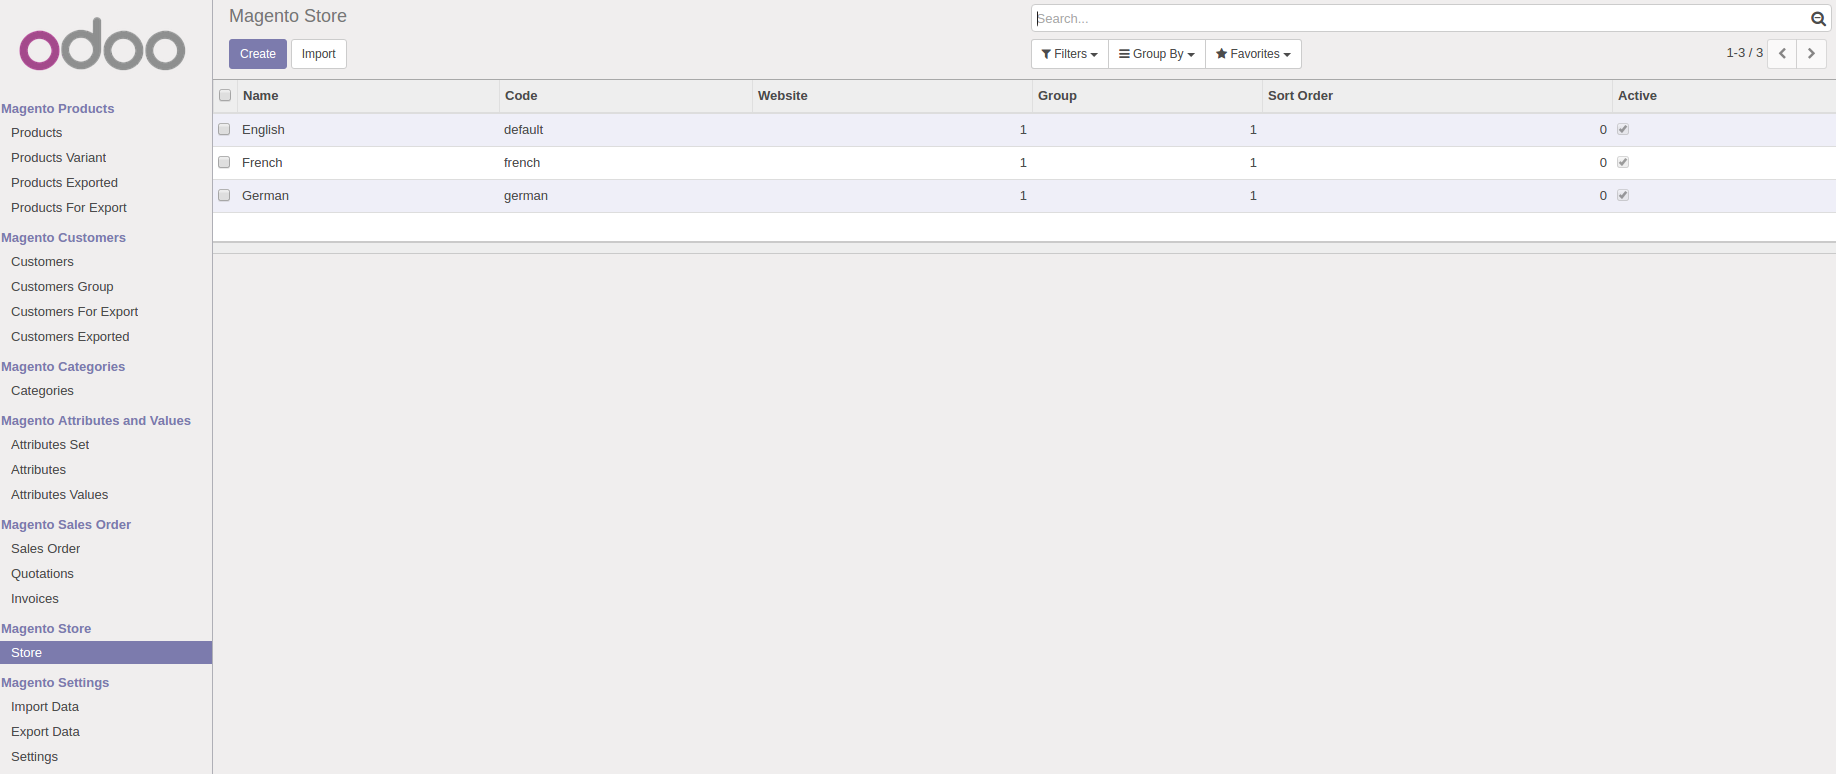 odoo
Magento Products
Products
Products Variant
Products Exported
Products For Export
Magento Customers
Customers
Customers Group
Customers For Export
Customers Exported
Magento Categories
Categories
Magento Attributes and Values
Attributes Set
Attributes
Attributes Values
Magento Sales Order
Sales Order
Quotations
Invoices
Magento Store
Store
Magento Settings
Import Data
Export Data
Settings
Magento Store
Search...
Create Import
Filters Group By Favorites 1-3 / 3
Name Code Website Group Sort Order Active
English default 1 1 0
French french 1 1 0
German german 1 1 0